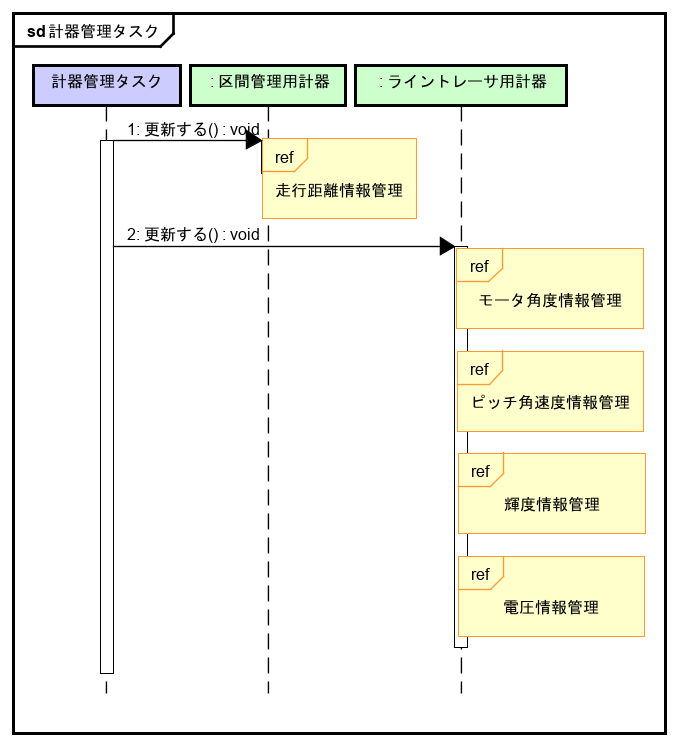 sd 計器管理タスク
計器管理タスク
: 区間管理用計器
: ライントレーサ用計器
1: 更新する() : void
ref
走行距離情報管理
2: 更新する() : void
ref
モータ角度情報管理
ref
ピッチ角速度情報管理
ref
輝度情報管理
ref
電圧情報管理